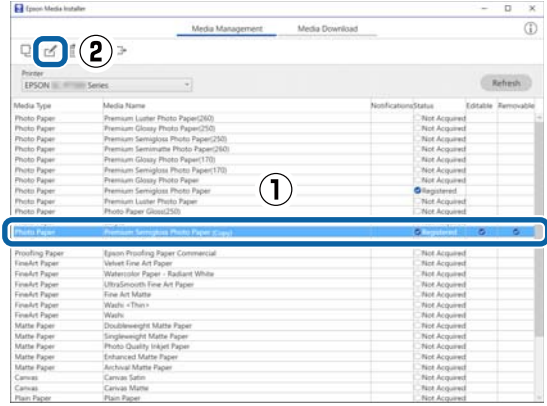 Epson Media Installer
Media Management Media Download
②
Printer
EPSON Series
Refresh
Media Type Media Name Notifications Status Editable Removable
Photo Paper Premium Luster Photo Paper(260) Not Acquired
Photo Paper Premium Glossy Photo Paper(250) Not Acquired
Photo Paper Premium Semigloss Photo Paper(250) Not Acquired
Photo Paper Premium Semimatte Photo Paper(260) Not Acquired
Photo Paper Premium Glossy Photo Paper(170) Not Acquired
Photo Paper Premium Semigloss Photo Paper(170) Not Acquired
Photo Paper Premium Glossy Photo Paper Not Acquired
Photo Paper Premium Semigloss Photo Paper Registered
①
Photo Paper Premium Luster Photo Paper Not Acquired
Photo Paper Photo Paper Gloss(250) Not Acquired
Photo Paper Premium Semigloss Photo Paper (Copy) Registered
Proofing Paper Epson Proofing Paper Commercial Not Acquired
FineArt Paper Velvet Fine Art Paper Not Acquired
FineArt Paper Watercolor Paper - Radiant White Not Acquired
FineArt Paper UltraSmooth Fine Art Paper Not Acquired
FineArt Paper Fine Art Matte Not Acquired
FineArt Paper Washi <Thin> Not Acquired
FineArt Paper Washi Not Acquired
Matte Paper Doubleweight Matte Paper Not Acquired
Matte Paper Singleweight Matte Paper Not Acquired
Matte Paper Photo Quality Inkjet Paper Not Acquired
Matte Paper Enhanced Matte Paper Not Acquired
Matte Paper Archival Matte Paper Not Acquired
Canvas Canvas Satin Not Acquired
Canvas Canvas Matte Not Acquired
Plain Paper Plain Paper Not Acquired